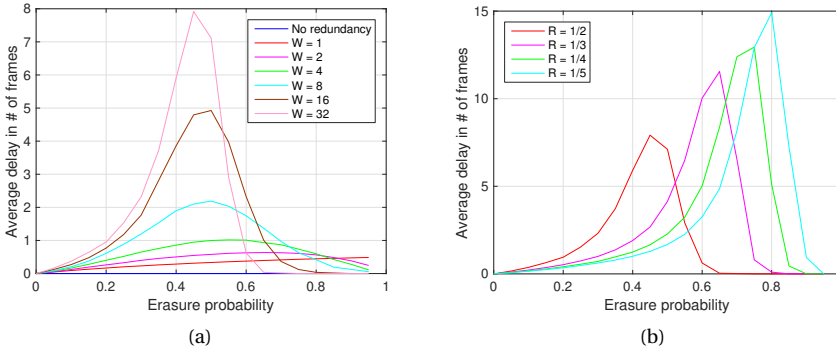 8
7
6
5
4
3
2
1
0
Average delay in # of frames
No redundancy
W = 1
W = 2
W = 4
W = 8
W = 16
W = 32
0
0.2
0.4
0.6
0.8
1
Erasure probability
(a)
15
10
5
0
Average delay in # of frames
R = 1/2
R = 1/3
R = 1/4
R = 1/5
0
0.2
0.4
0.6
0.8
Erasure probability
(b)